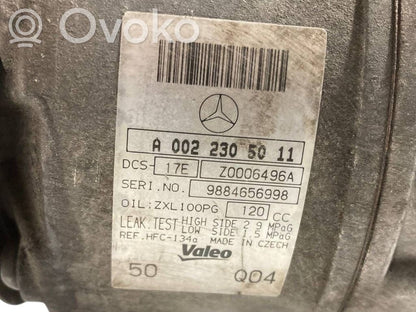 Ovoko
A 002 230 50 11
DCS- 17E Z0006496A
SERI.NO. 9884656998
OIL:ZXL100PG 120 CC
LEAK.TEST HIGH SIDE 2.9 MPaG
LOW SIDE 1.5 MPaG
REF.HFC-134a MADE IN CZECH
Valeo
50 Q04